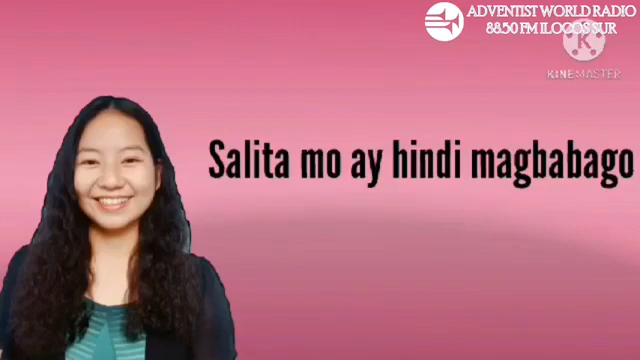 ADVENTIST WORLD RADIO
88.50 FM ILOCOS SUR
K
KINEMASTER
Salita mo ay hindi magbabago